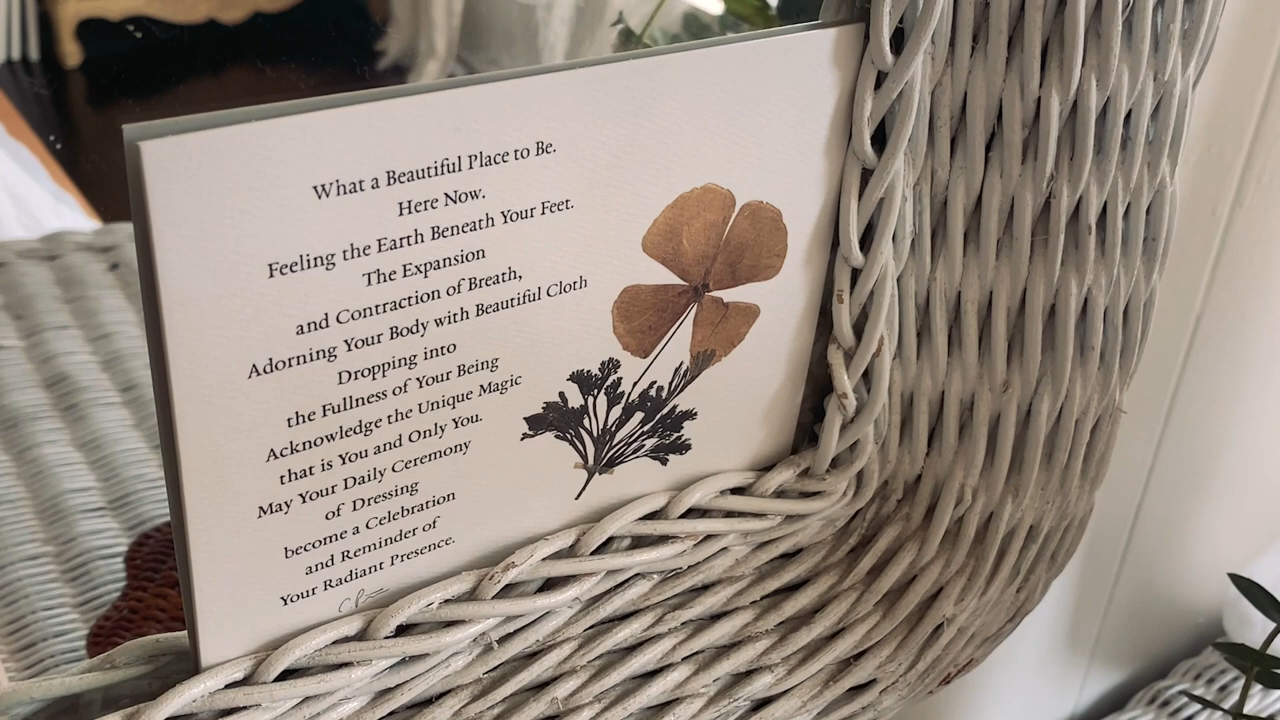 What a Beautiful Place to Be.
Here Now.
Feeling the Earth Beneath Your Feet.
The Expansion
and Contraction of Breath,
Adorning Your Body with Beautiful Cloth
Dropping into
the Fullness of Your Being
Acknowledge the Unique Magic
that is You and Only You.
May Your Daily Ceremony
of Dressing
become a Celebration
and Reminder of
Your Radiant Presence.